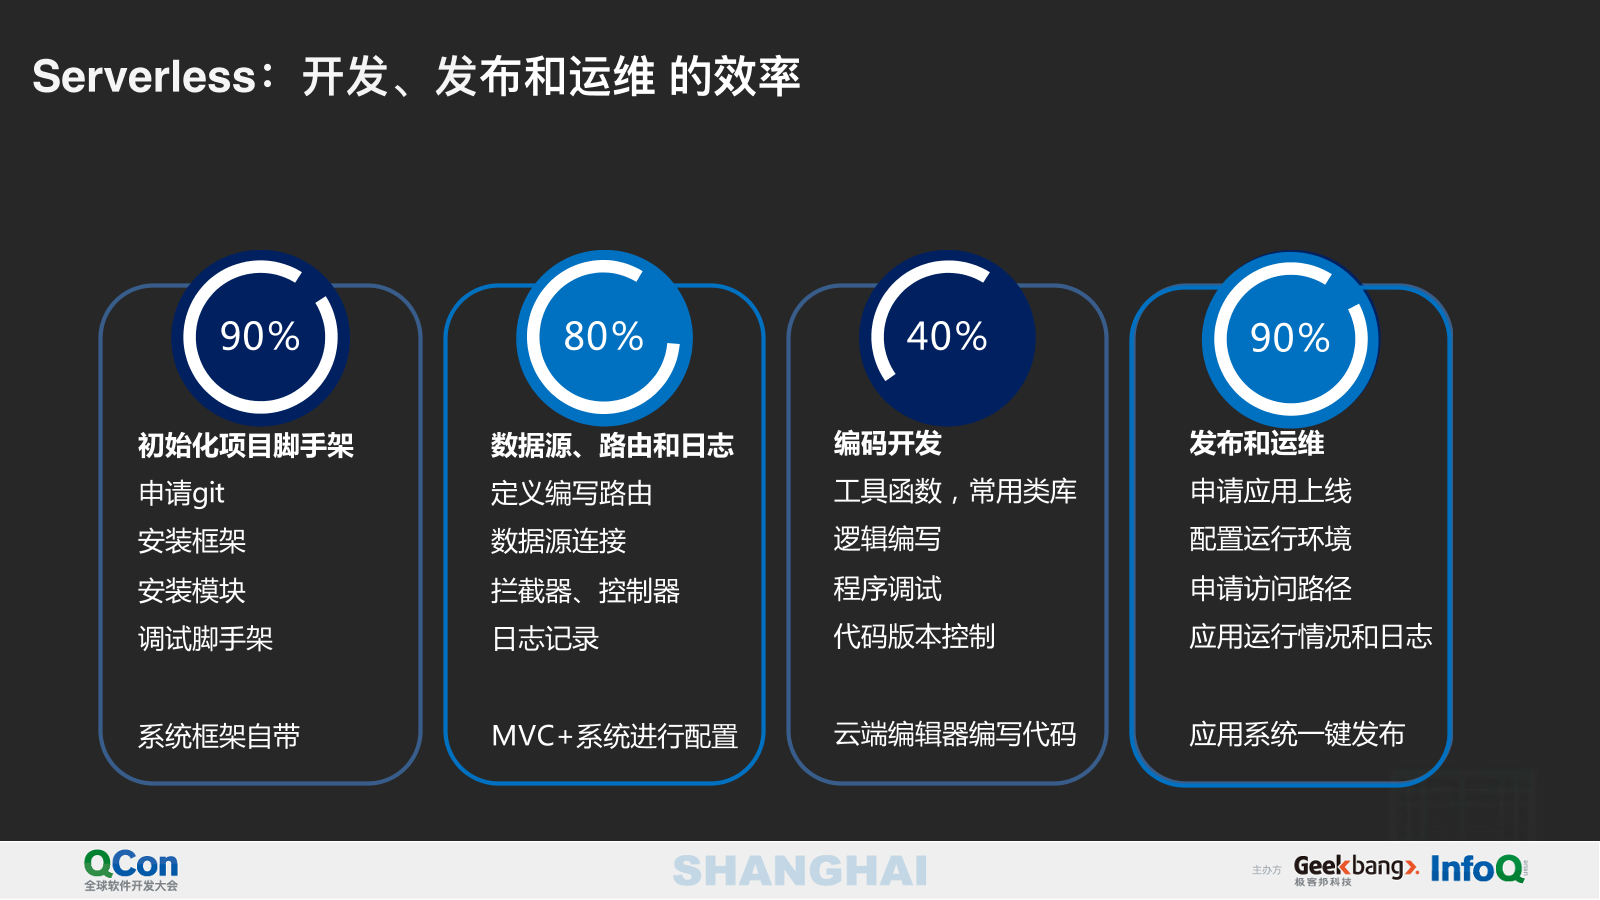 Serverless：开发、发布和运维 的效率
90%
初始化项目脚手架
申请git
安装框架
安装模块
调试脚手架
系统框架自带
80%
数据源、路由和日志
定义编写路由
数据源连接
拦截器、控制器
日志记录
MVC+系统进行配置
40%
编码开发
工具函数，常用类库
逻辑编写
程序调试
代码版本控制
云端编辑器编写代码
90%
发布和运维
申请应用上线
配置运行环境
申请访问路径
应用运行情况和日志
应用系统一键发布
QCon
全球软件开发大会
SHANGHAI
主办方
Geekbang>.
极客邦科技
InfoQ